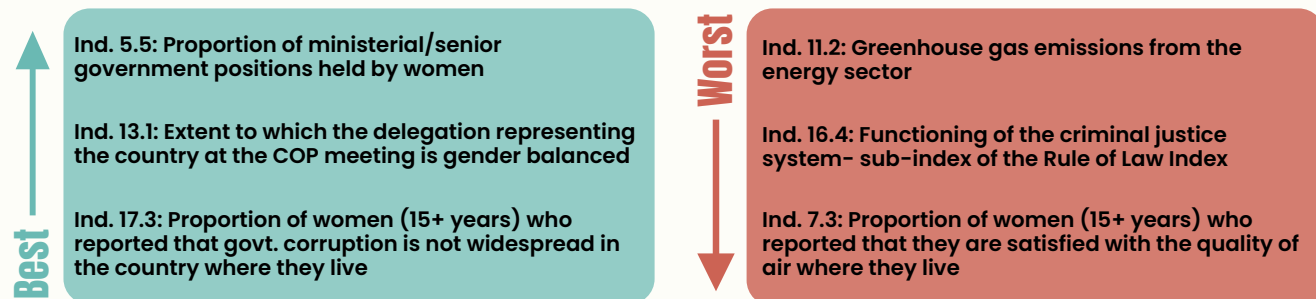 Best
Ind. 5.5: Proportion of ministerial/senior
government positions held by women
Ind. 13.1: Extent to which the delegation representing
the country at the COP meeting is gender balanced
Ind. 17.3: Proportion of women (15+ years) who
reported that govt. corruption is not widespread in
the country where they live
Worst
Ind. 11.2: Greenhouse gas emissions from the
energy sector
Ind. 16.4: Functioning of the criminal justice
system- sub-index of the Rule of Law Index
Ind. 7.3: Proportion of women (15+ years) who
reported that they are satisfied with the quality of
air where they live